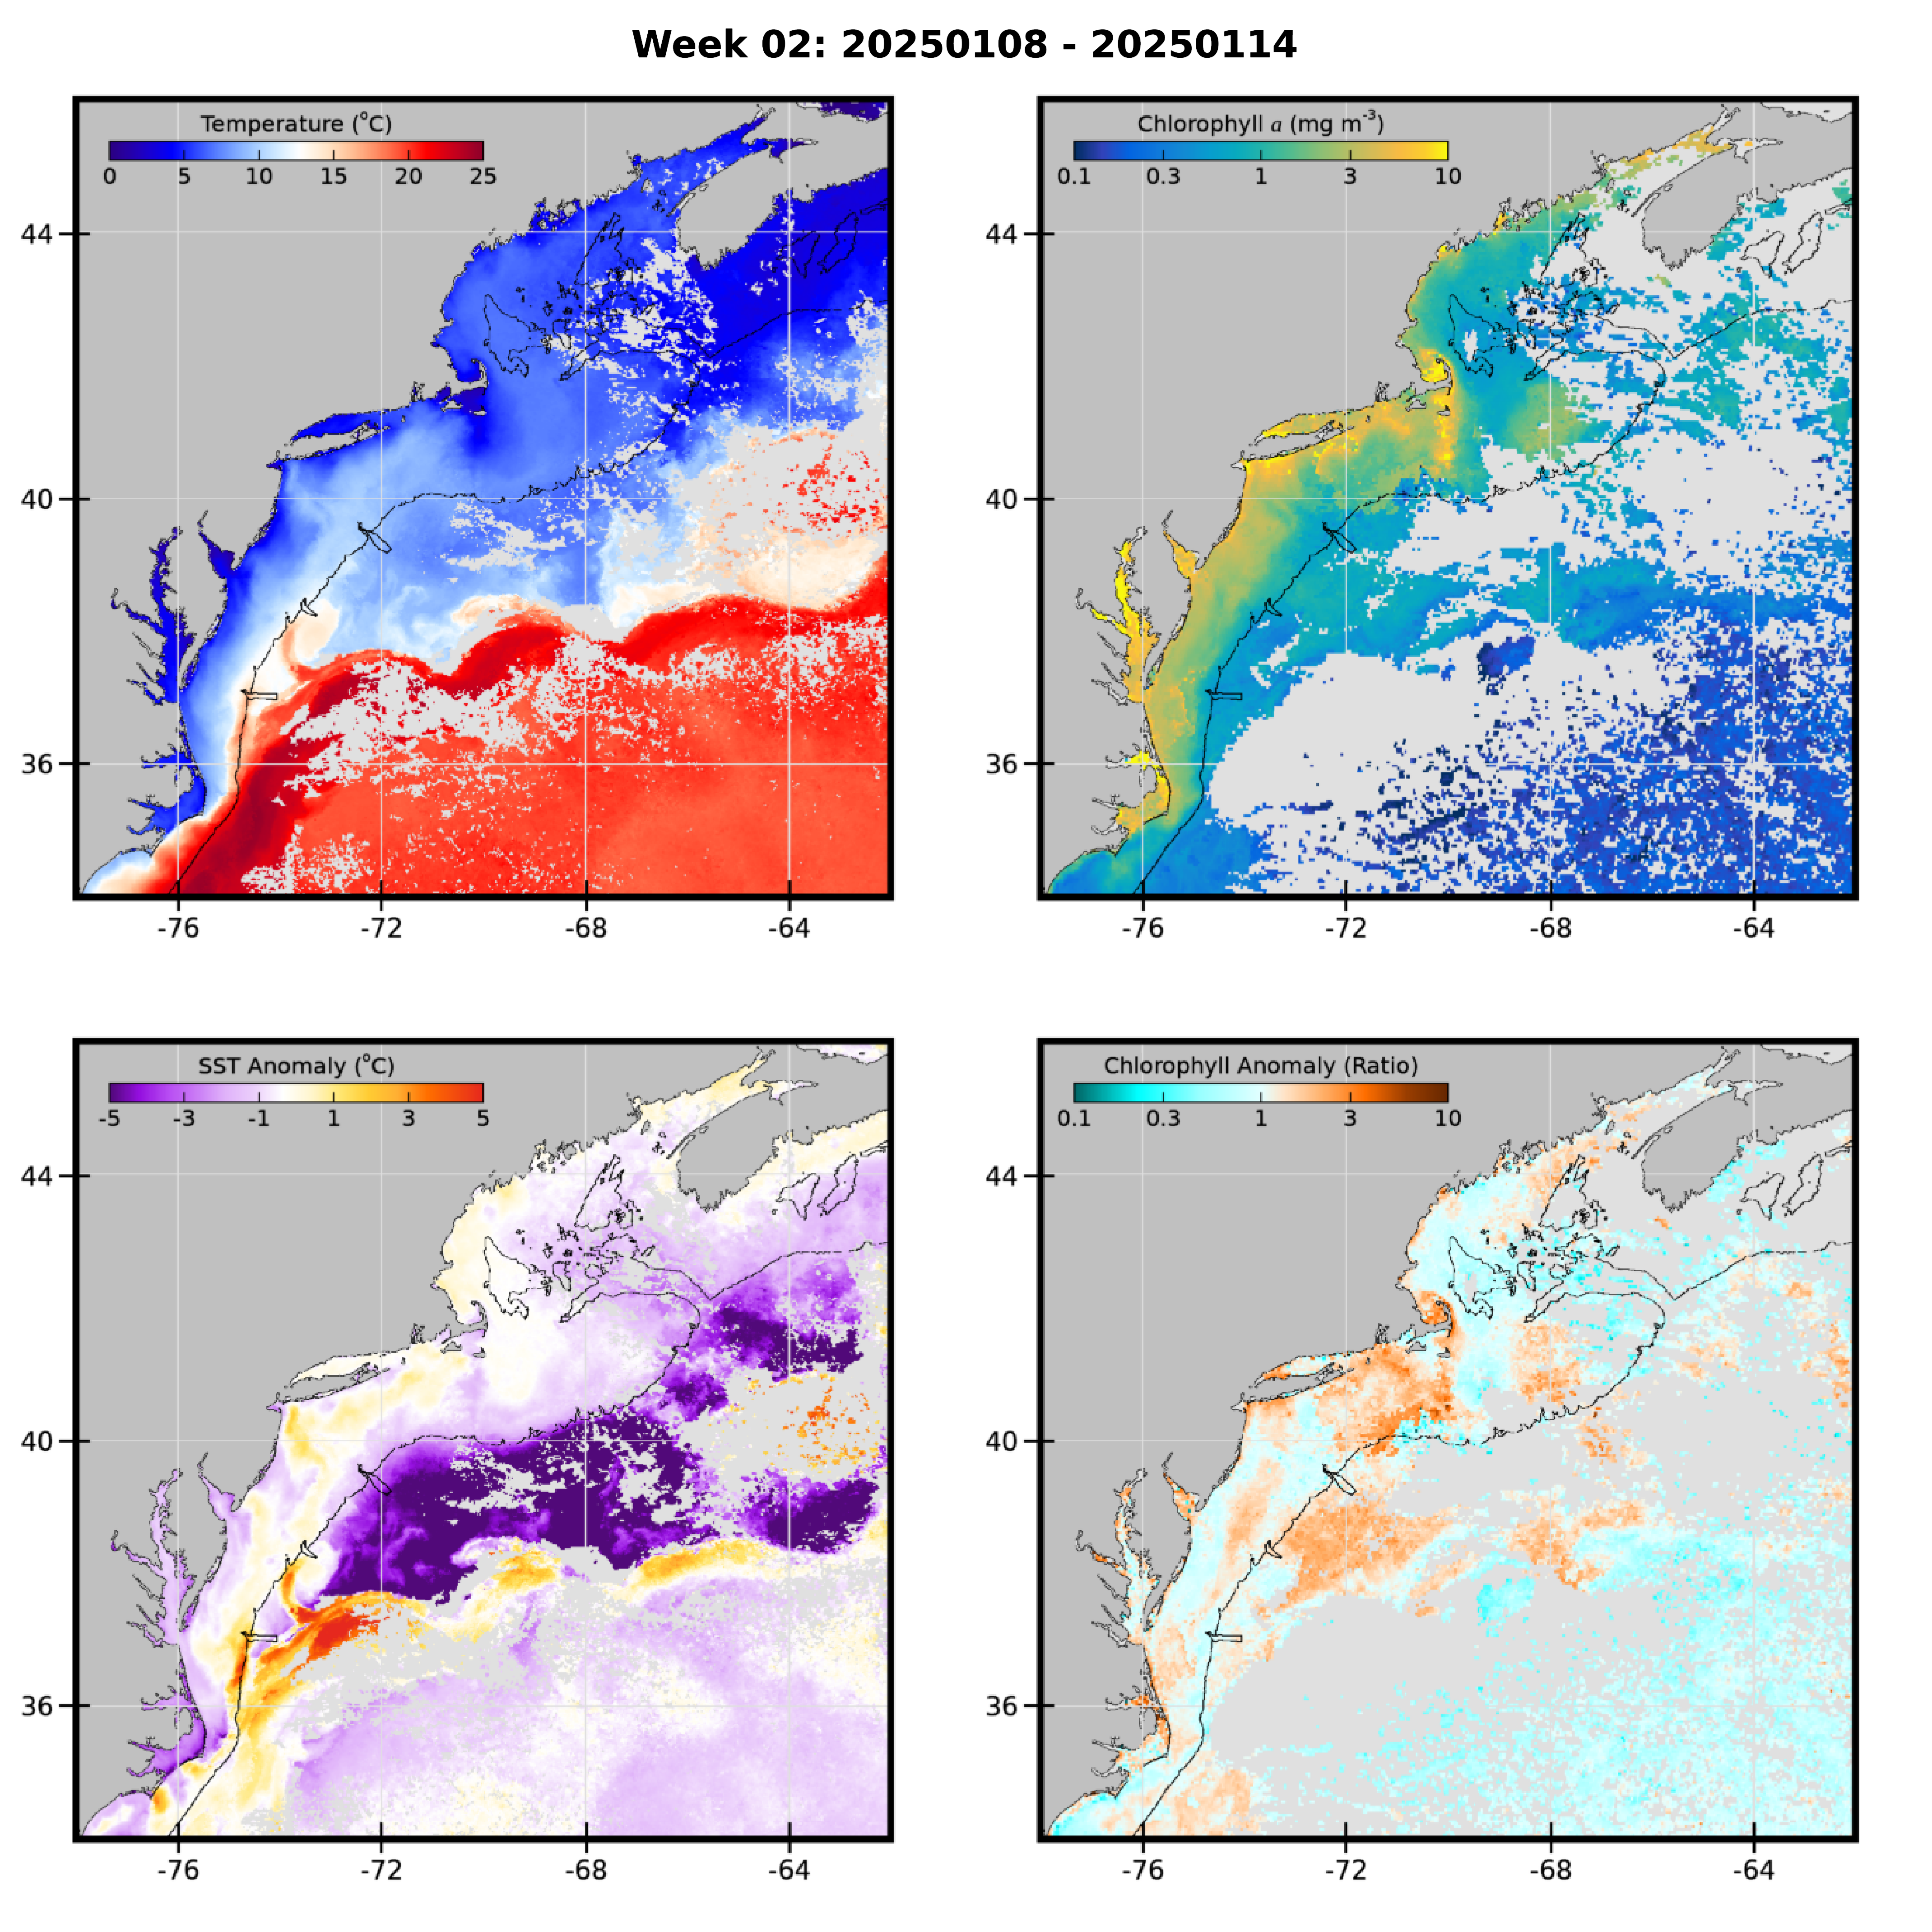 Week 02: 20250108 - 20250114
Temperature (°C)
0 5 10 15 20 25
44
40
36
-76 -72 -68 -64
Chlorophyll a (mg m⁻³)
0.1 0.3 1 3 10
44
40
36
-76 -72 -68 -64
SST Anomaly (°C)
-5 -3 -1 1 3 5
44
40
36
-76 -72 -68 -64
Chlorophyll Anomaly (Ratio)
0.1 0.3 1 3 10
44
40
36
-76 -72 -68 -64